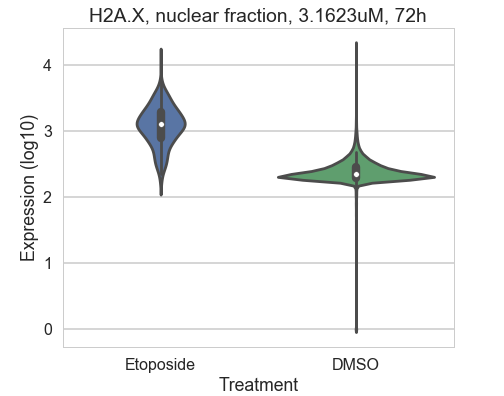 H2A.X, nuclear fraction, 3.1623uM, 72h
Expression (log10)
4
3
2
1
0
Etoposide
DMSO
Treatment